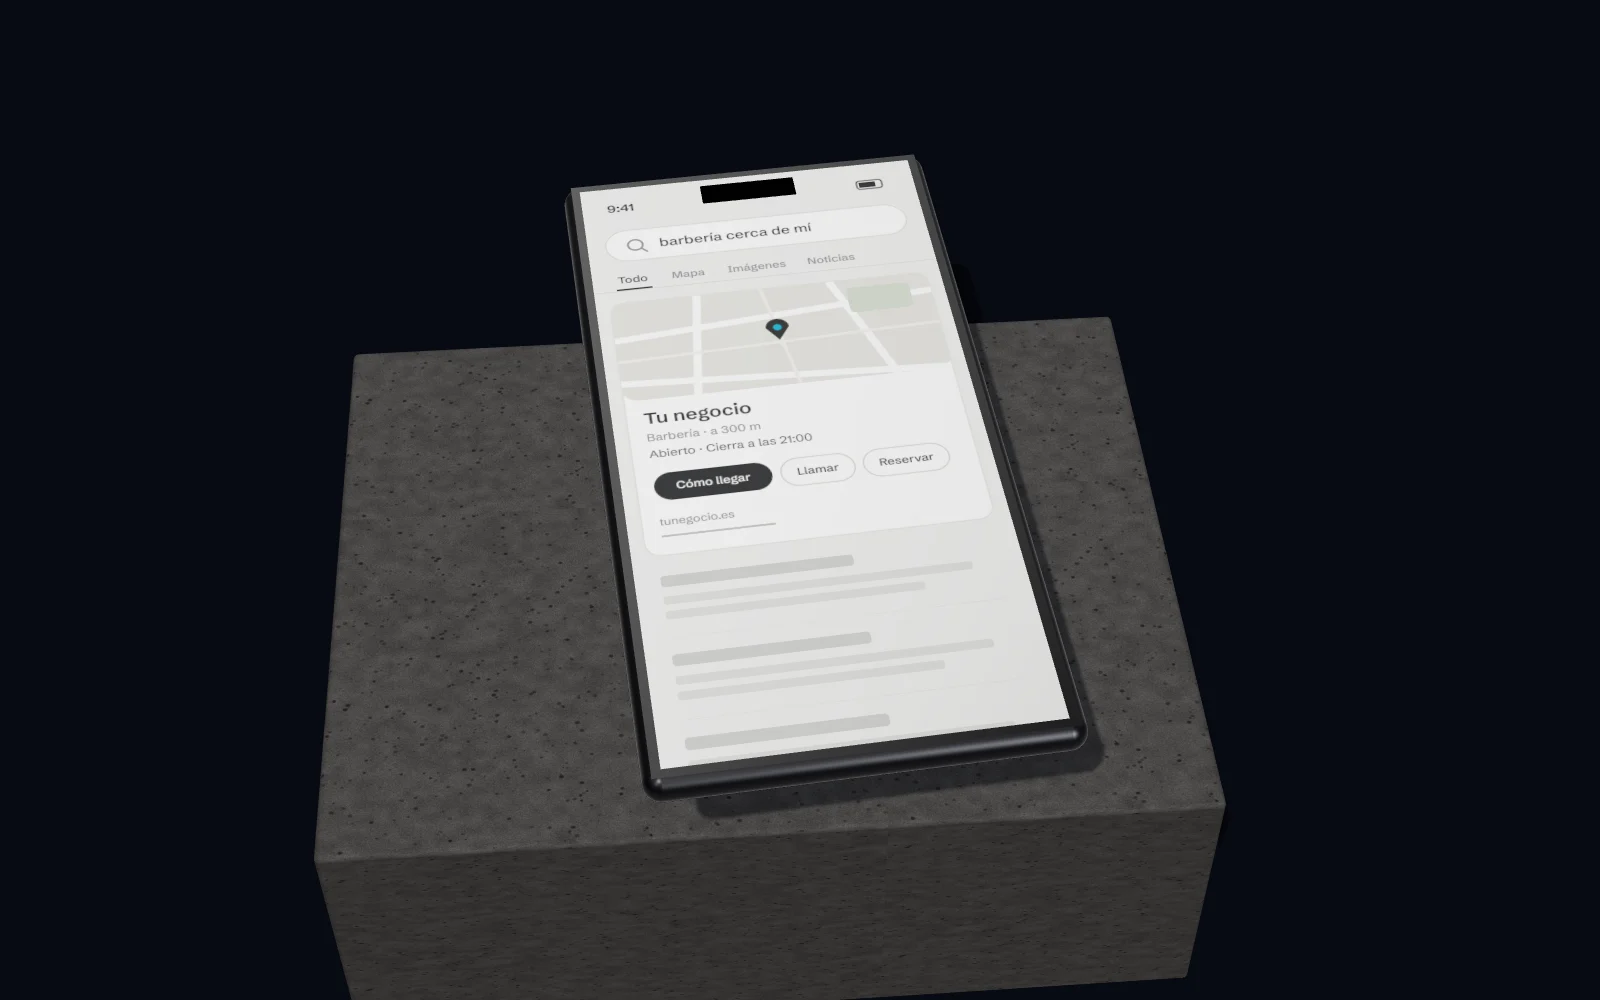 9:41
barbería cerca de mí
Todo Mapa Imágenes Noticias
Tu negocio
Barbería · a 300 m
Abierto · Cierra a las 21:00
Cómo llegar Llamar Reservar
tunegocio.es